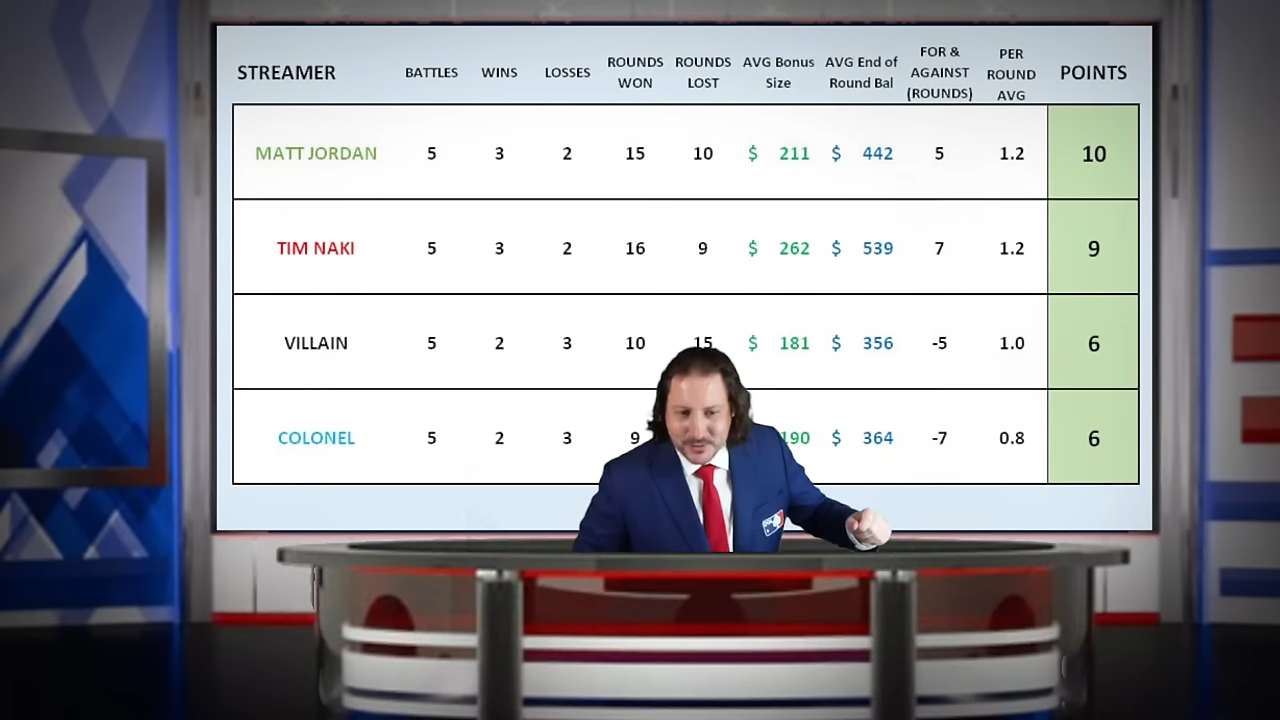 STREAMER BATTLES WINS LOSSES ROUNDS WON ROUNDS LOST AVG Bonus Size AVG End of Round Bal FOR & AGAINST (ROUNDS) PER ROUND AVG POINTS
MATT JORDAN 5 3 2 15 10 $ 211 $ 442 5 1.2 10
TIM NAKI 5 3 2 16 9 $ 262 $ 539 7 1.2 9
VILLAIN 5 2 3 10 15 $ 181 $ 356 -5 1.0 6
COLONEL 5 2 3 9 190 $ 364 -7 0.8 6